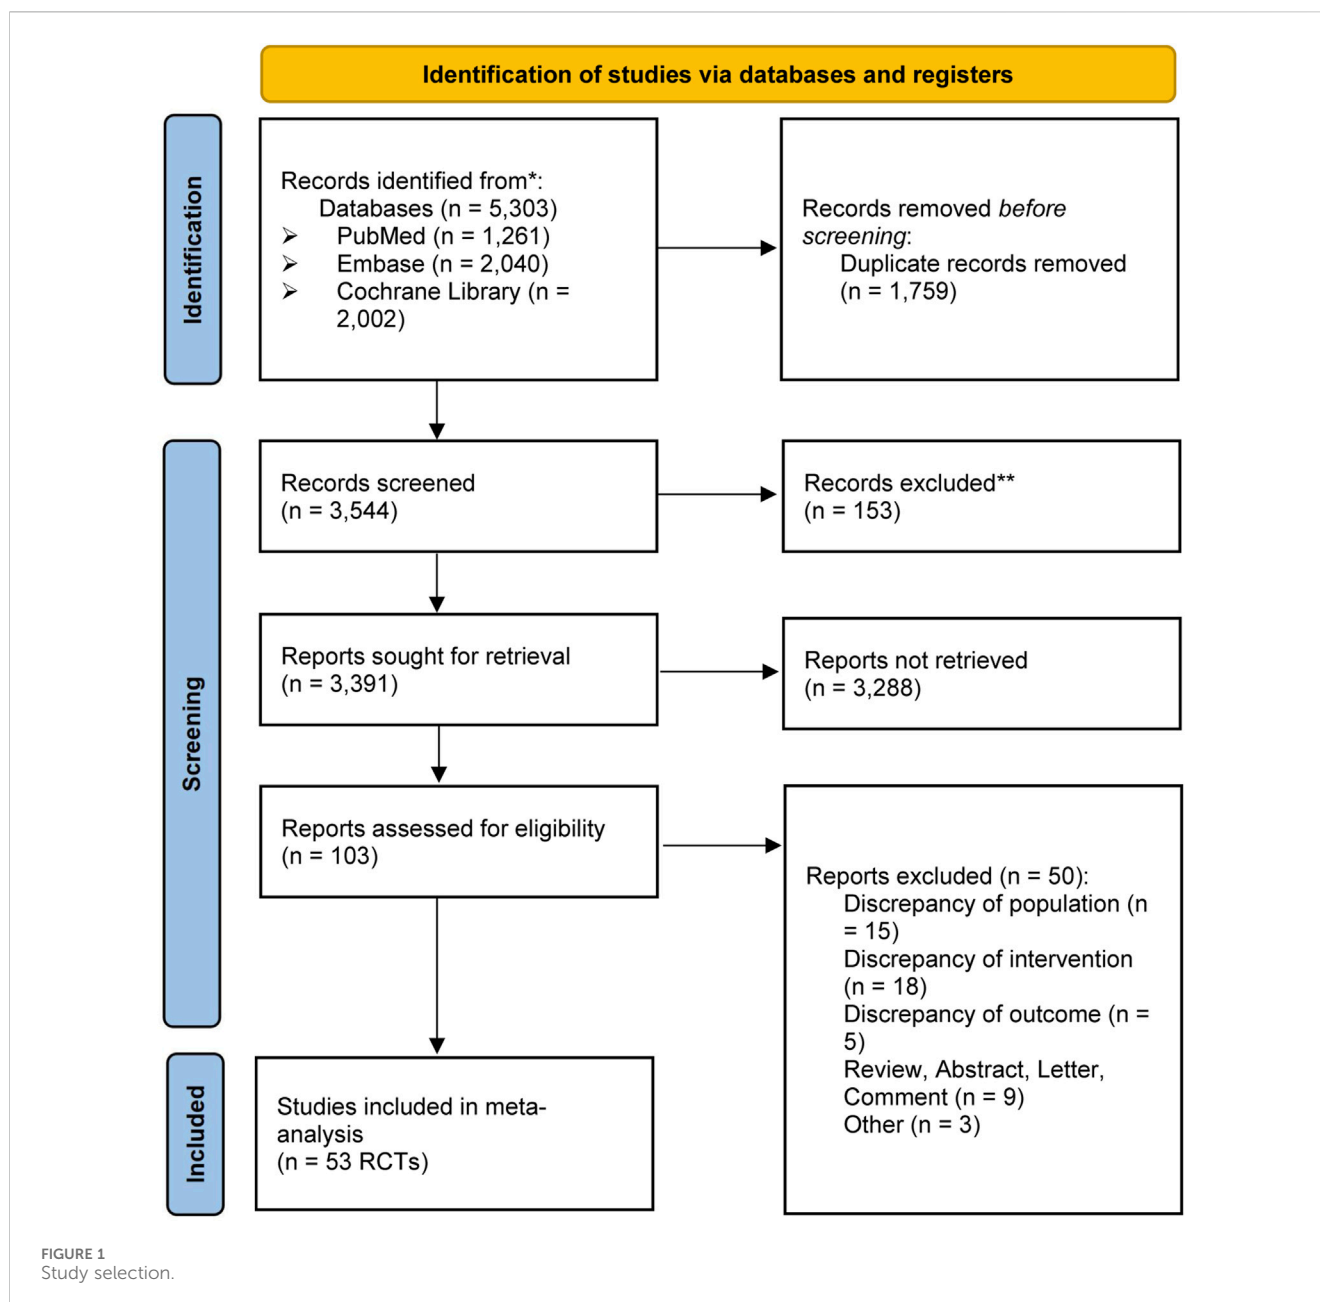 Identification of studies via databases and registers
Identification
Records identified from*:
Databases (n = 5,303)
➢ PubMed (n = 1,261)
➢ Embase (n = 2,040)
➢ Cochrane Library (n =
2,002)
Records removed before
screening:
Duplicate records removed
(n = 1,759)
Screening
Records screened
(n = 3,544)
Records excluded**
(n = 153)
Reports sought for retrieval
(n = 3,391)
Reports not retrieved
(n = 3,288)
Reports assessed for eligibility
(n = 103)
Reports excluded (n = 50):
Discrepancy of population (n
= 15)
Discrepancy of intervention
(n = 18)
Discrepancy of outcome (n =
5)
Review, Abstract, Letter,
Comment (n = 9)
Other (n = 3)
Included
Studies included in meta-
analysis
(n = 53 RCTs)
FIGURE 1
Study selection.